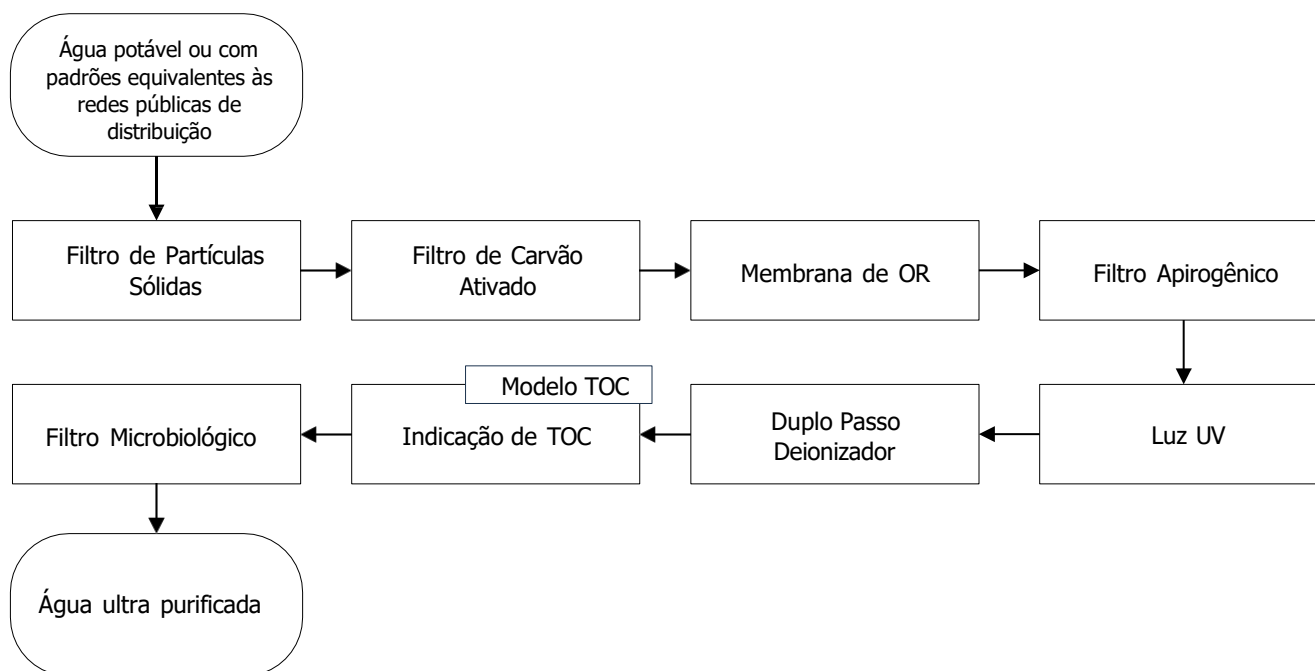 Água potável ou com
padrões equivalentes às
redes públicas de
distribuição
Filtro de Partículas
Sólidas
Filtro de Carvão
Ativado
Membrana de OR
Filtro Apirogênico
Luz UV
Duplo Passo
Deionizador
Modelo TOC
Indicação de TOC
Filtro Microbiológico
Água ultra purificada